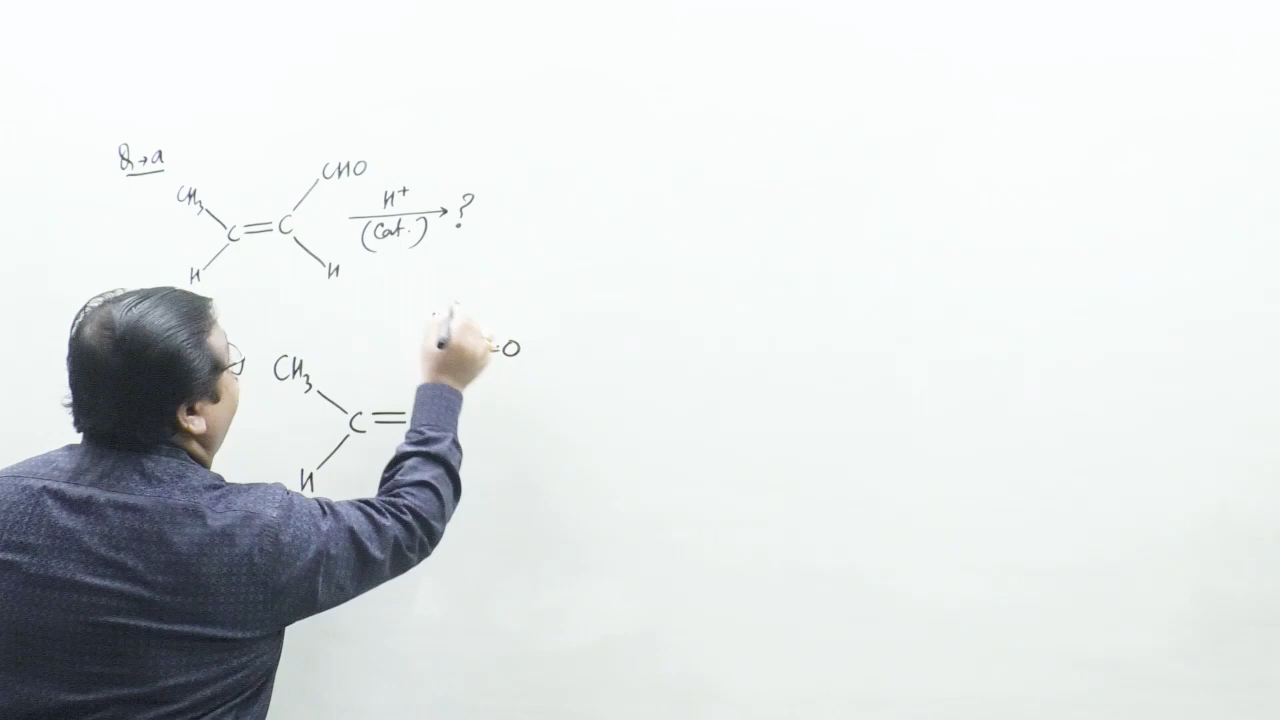 Q→a
CH3 CHO
C=C H+ (Cat.) → ?
H H
=O
CH3
C=
H